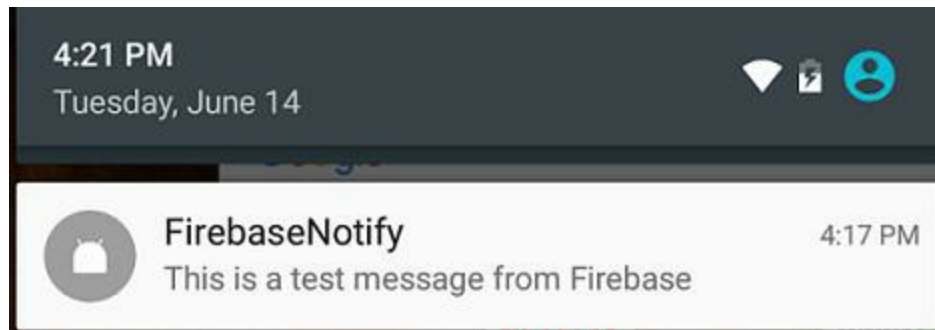 4:21 PM
Tuesday, June 14
FirebaseNotify 4:17 PM
This is a test message from Firebase